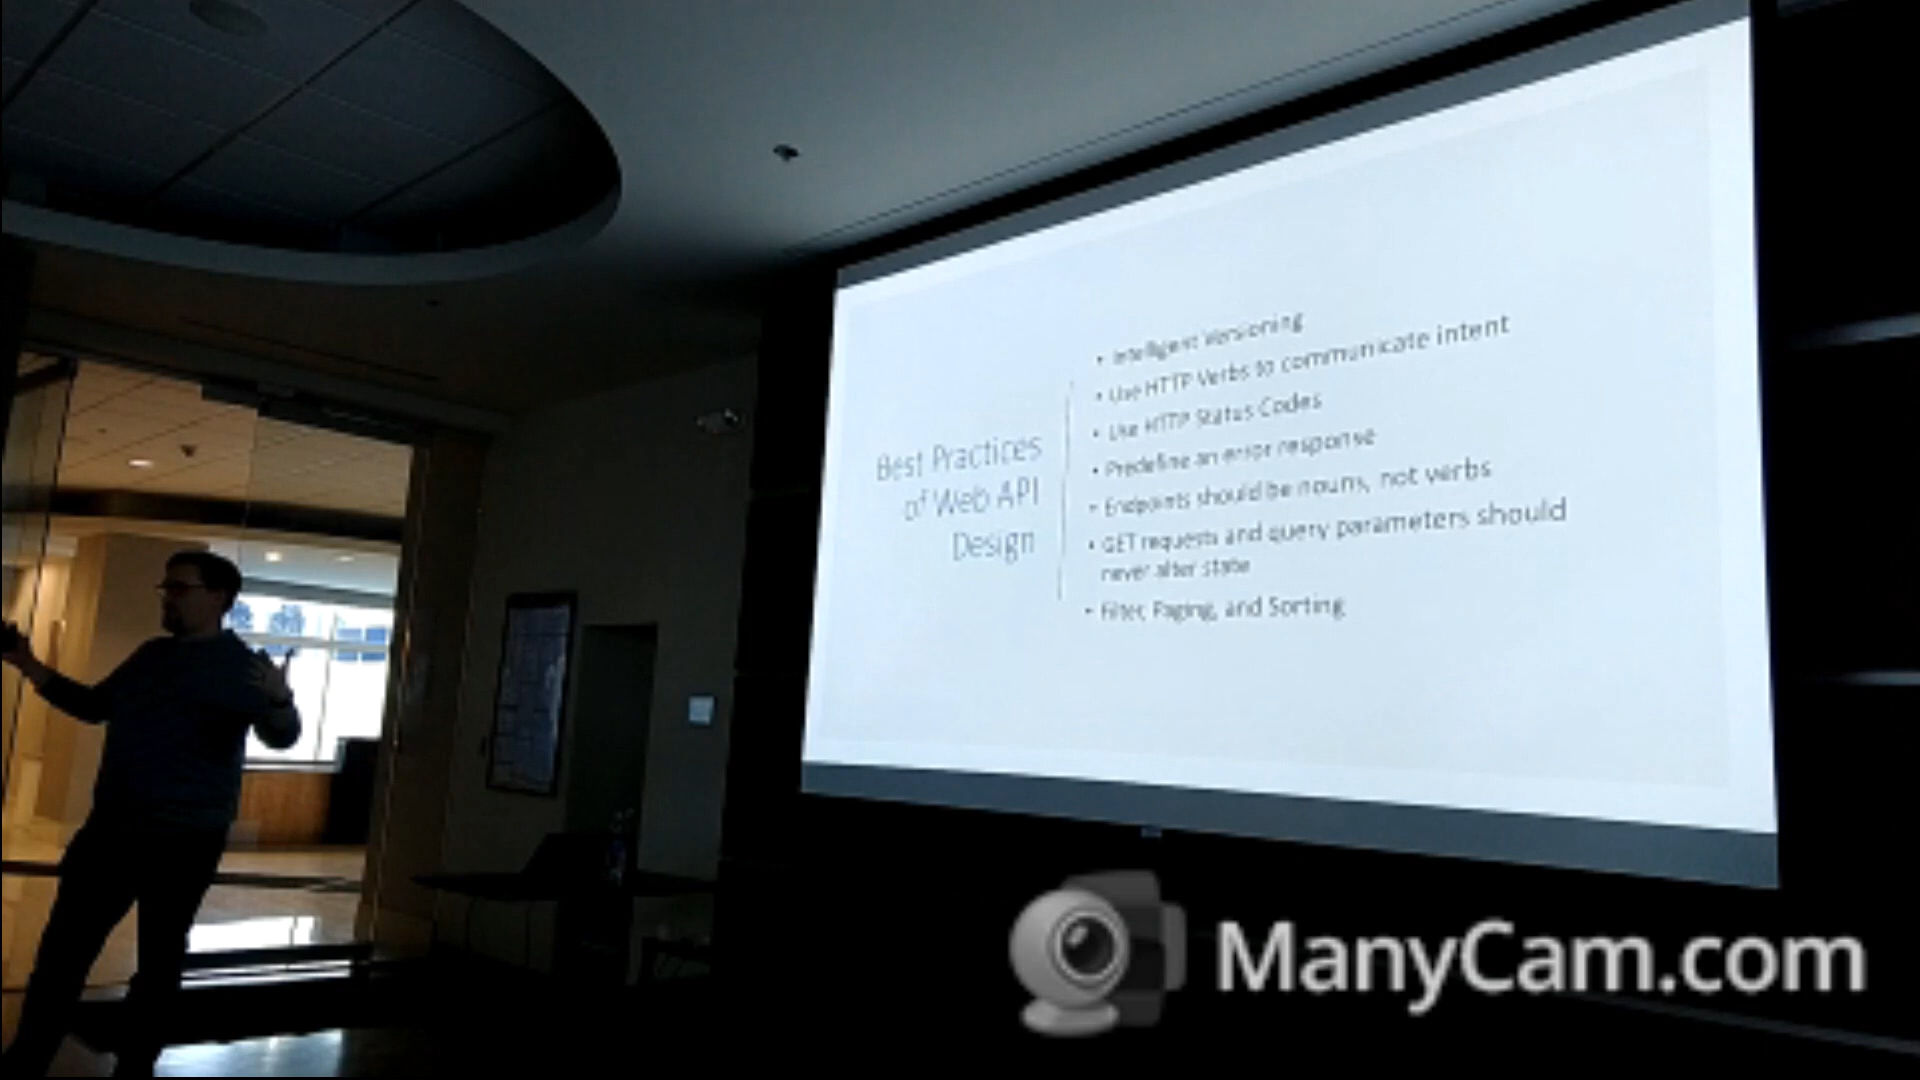 Best Practices
of Web API
Design
• Intelligent Versioning
• Use HTTP Verbs to communicate intent
• Use HTTP Status Codes
• Predefine an error response
• Endpoints should be nouns, not verbs
• GET requests and query parameters should
never alter state
• Filter, Paging, and Sorting
ManyCam.com